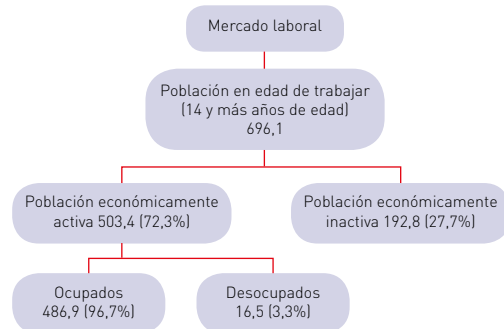 Mercado laboral
Población en edad de trabajar
(14 y más años de edad)
696,1
Población económicamente
activa 503,4 (72,3%)
Población económicamente
inactiva 192,8 (27,7%)
Ocupados
486,9 (96,7%)
Desocupados
16,5 (3,3%)